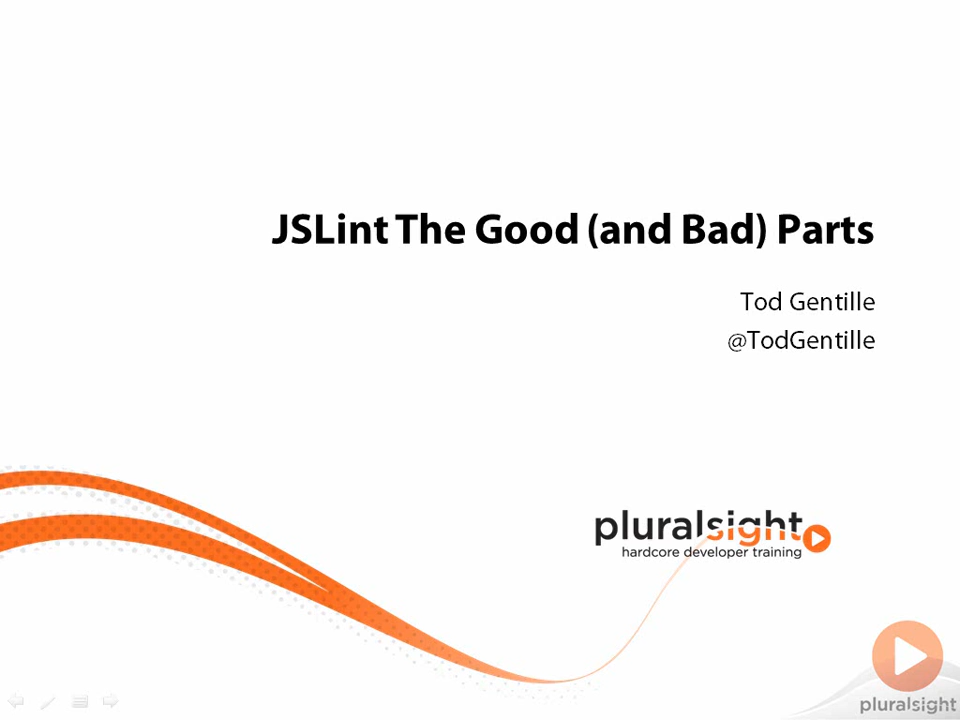 JSLint The Good (and Bad) Parts
Tod Gentille
@TodGentille
pluralsight
hardcore developer training
pluralsight